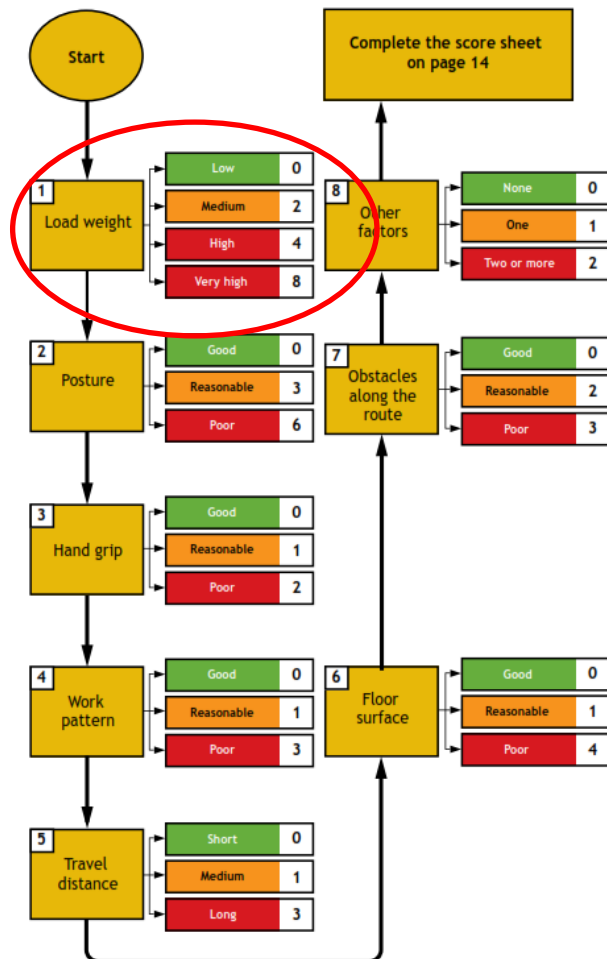 Start
1
Load weight
Low 0
Medium 2
High 4
Very high 8
2
Posture
Good 0
Reasonable 3
Poor 6
3
Hand grip
Good 0
Reasonable 1
Poor 2
4
Work
pattern
Good 0
Reasonable 1
Poor 3
5
Travel
distance
Short 0
Medium 1
Long 3
6
Floor
surface
Good 0
Reasonable 1
Poor 4
7
Obstacles
along the
route
Good 0
Reasonable 2
Poor 3
8
Other
factors
None 0
One 1
Two or more 2
Complete the score sheet
on page 14